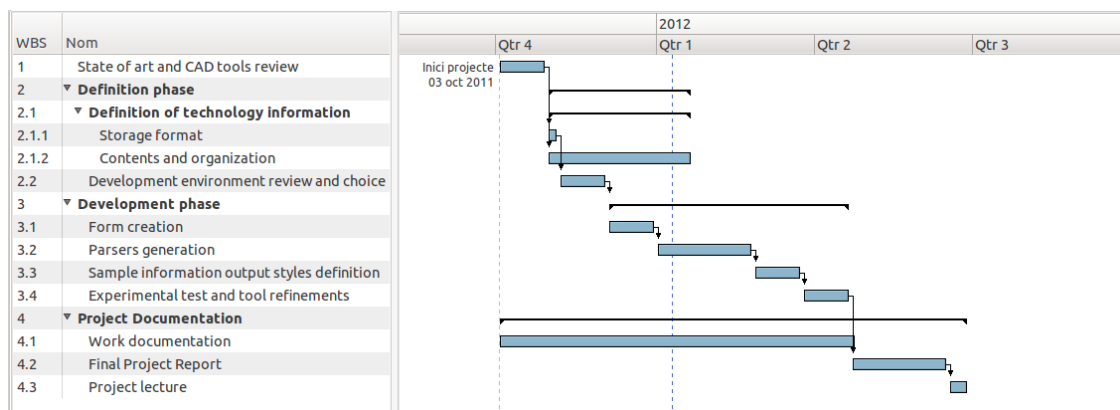 2012
WBS Nom Qtr 4 Qtr 1 Qtr 2 Qtr 3
1 State of art and CAD tools review Inici projecte
03 oct 2011
2 Definition phase
2.1 Definition of technology information
2.1.1 Storage format
2.1.2 Contents and organization
2.2 Development environment review and choice
3 Development phase
3.1 Form creation
3.2 Parsers generation
3.3 Sample information output styles definition
3.4 Experimental test and tool refinements
4 Project Documentation
4.1 Work documentation
4.2 Final Project Report
4.3 Project lecture